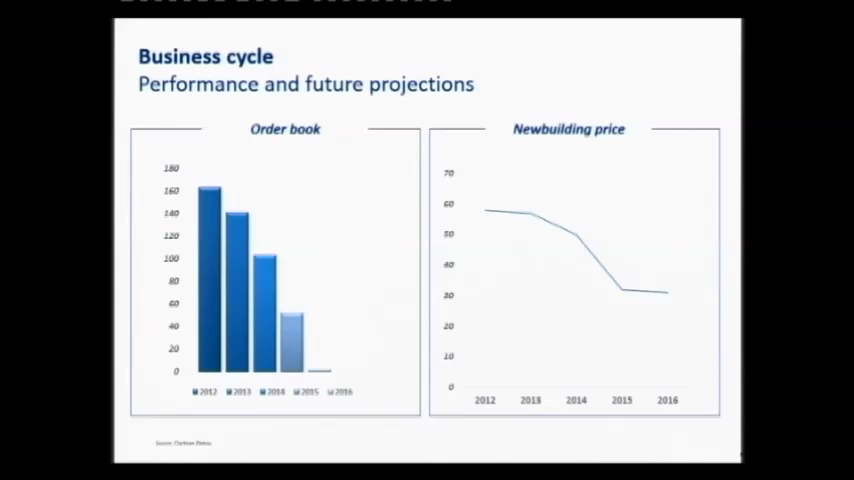 Business cycle
Performance and future projections
Order book
180
160
140
120
100
80
60
40
20
0
2012 2013 2014 2015 2016
Newbuilding price
70
60
50
40
30
20
10
0
2012 2013 2014 2015 2016
Source: